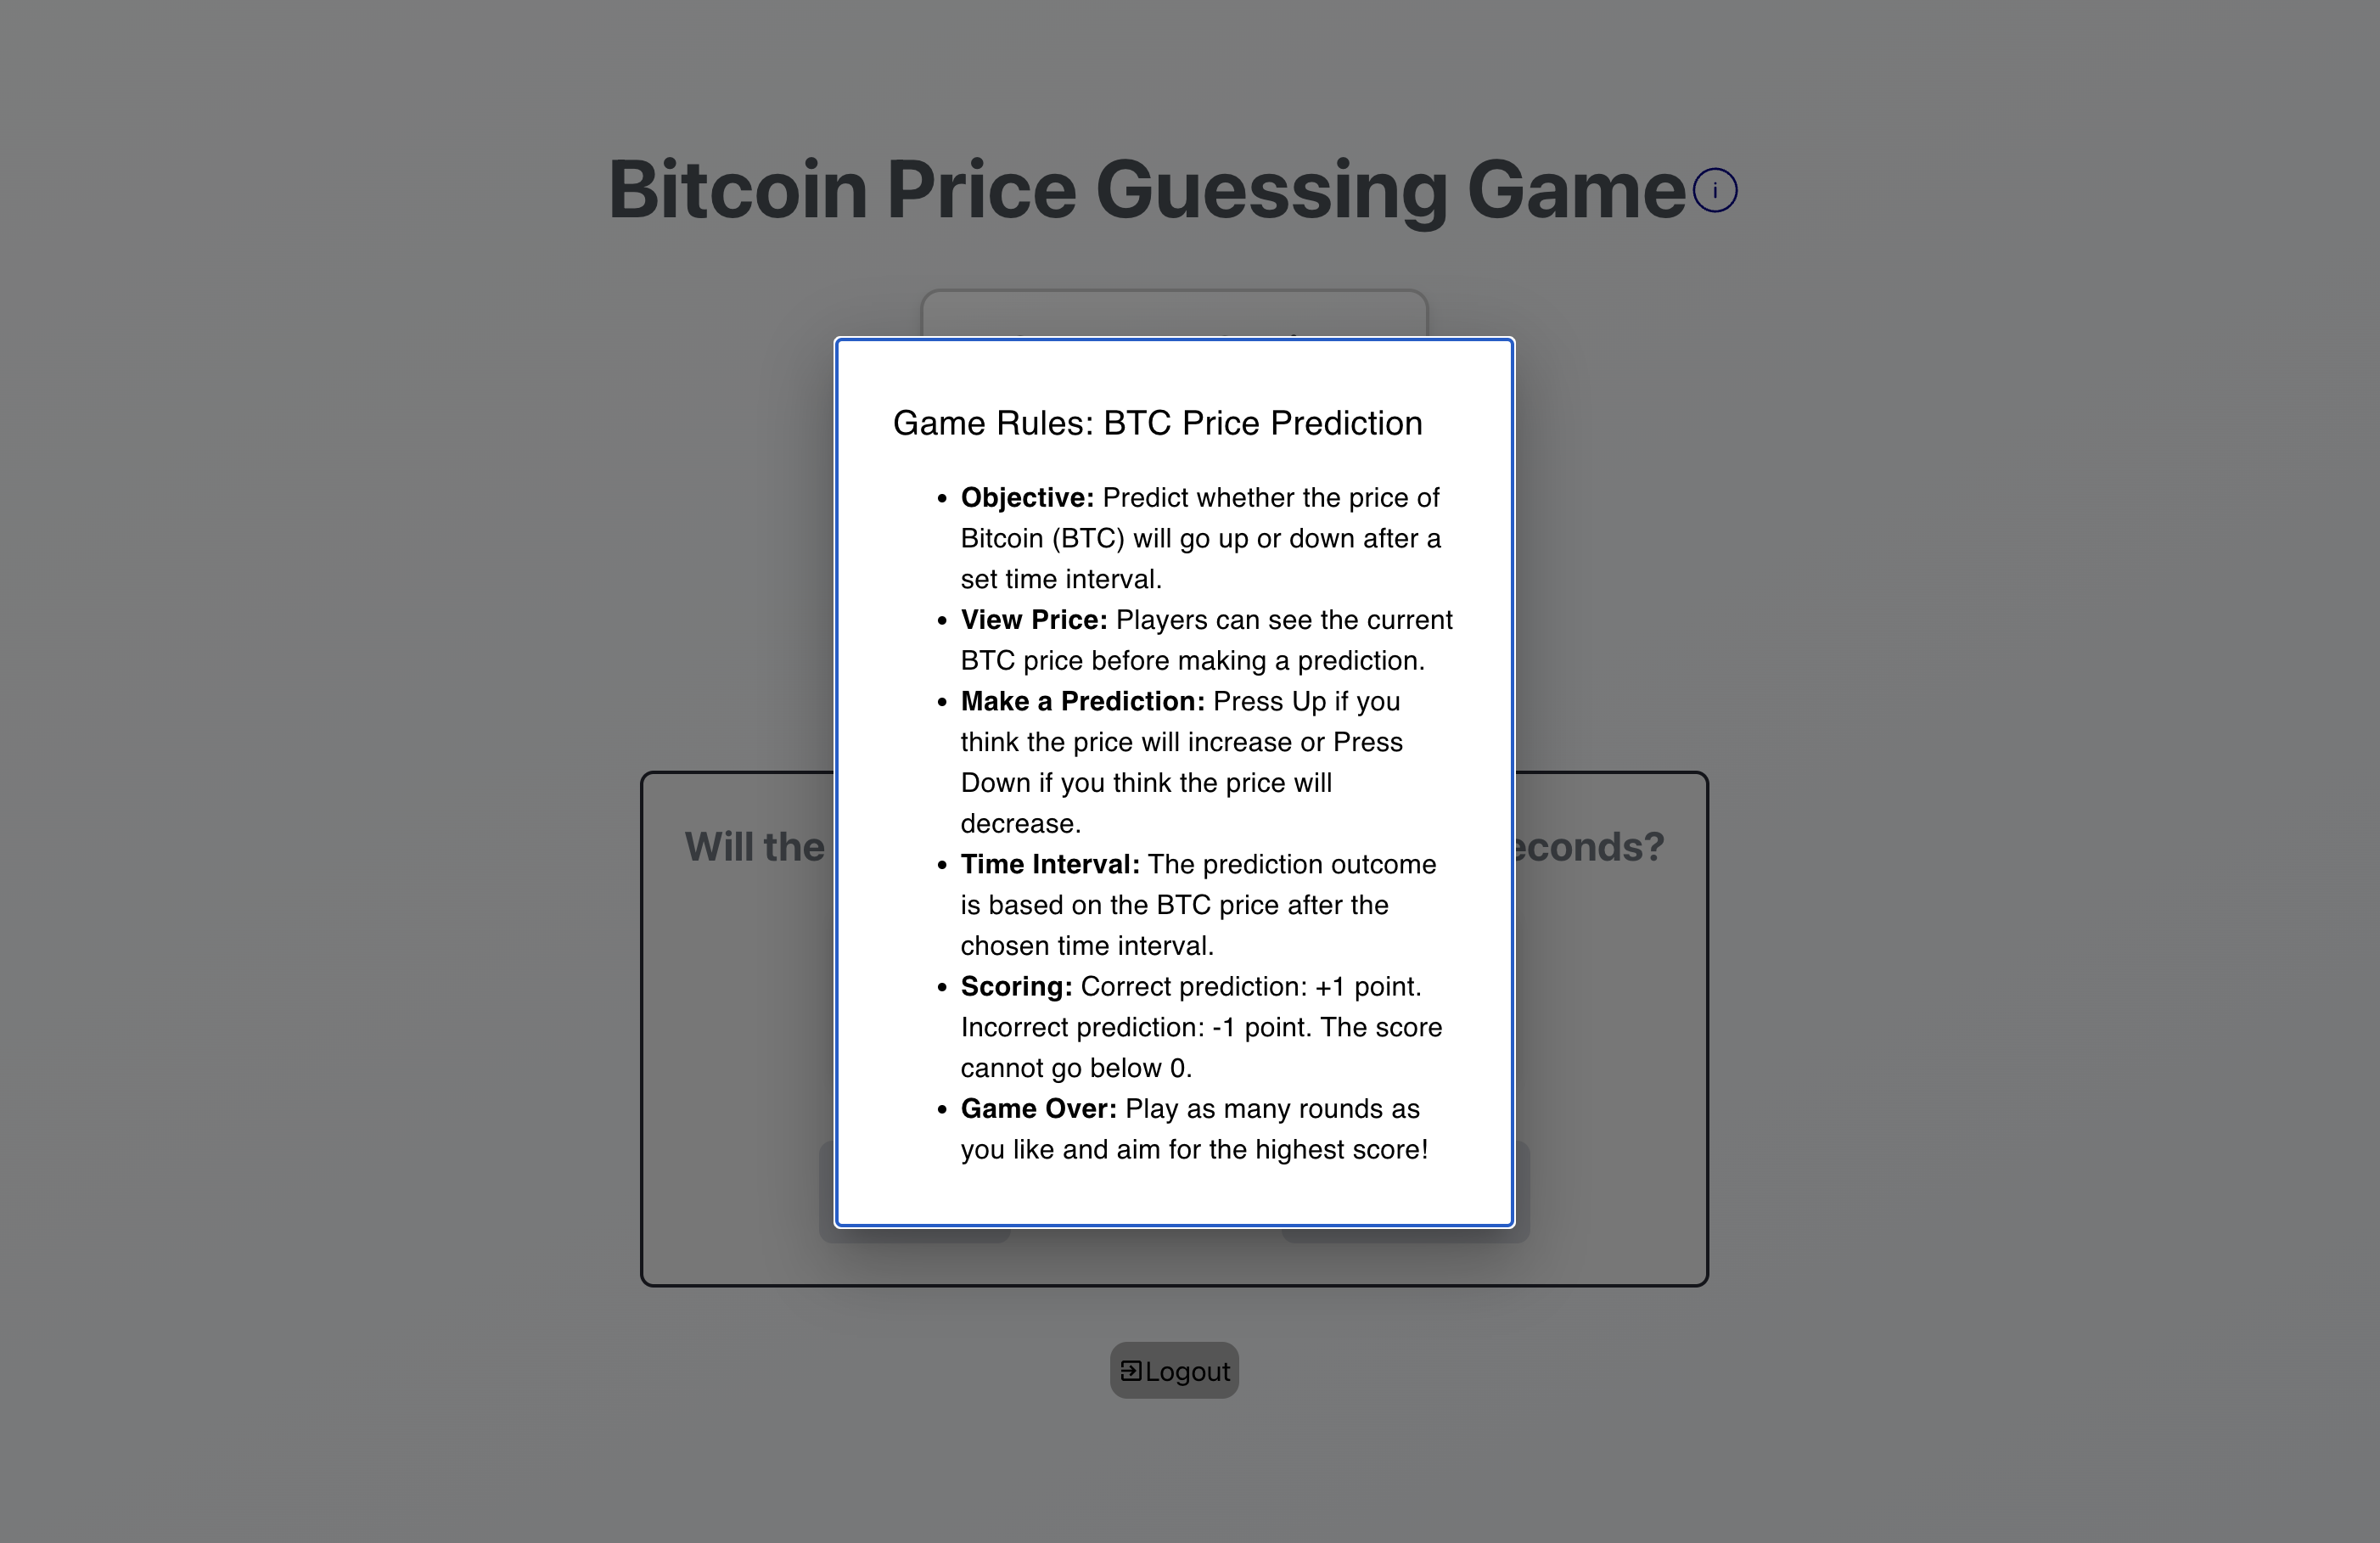 Bitcoin Price Guessing Game i
Game Rules: BTC Price Prediction
• Objective: Predict whether the price of
Bitcoin (BTC) will go up or down after a
set time interval.
• View Price: Players can see the current
BTC price before making a prediction.
• Make a Prediction: Press Up if you
think the price will increase or Press
Down if you think the price will
decrease.
• Time Interval: The prediction outcome
is based on the BTC price after the
chosen time interval.
• Scoring: Correct prediction: +1 point.
Incorrect prediction: -1 point. The score
cannot go below 0.
• Game Over: Play as many rounds as
you like and aim for the highest score!
Will the econds?
Logout